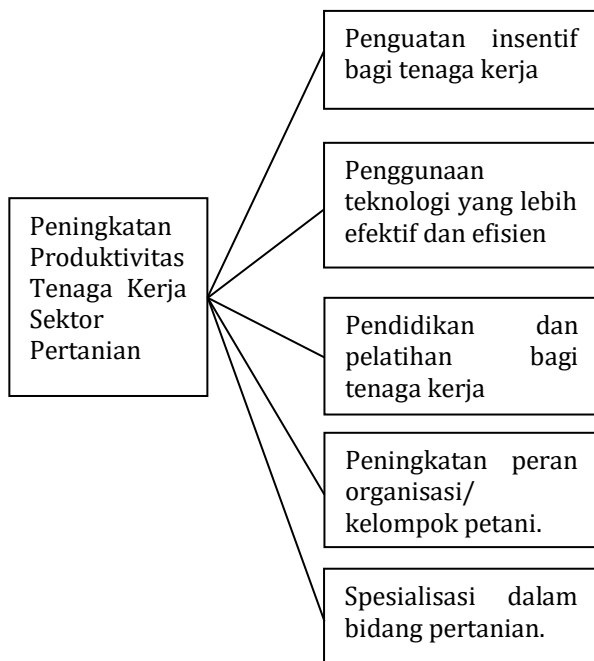 Penguatan insentif
bagi tenaga kerja
Penggunaan
teknologi yang lebih
efektif dan efisien
Peningkatan
Produktivitas
Tenaga Kerja
Sektor
Pertanian
Pendidikan dan
pelatihan bagi
tenaga kerja
Peningkatan peran
organisasi/
kelompok petani.
Spesialisasi dalam
bidang pertanian.